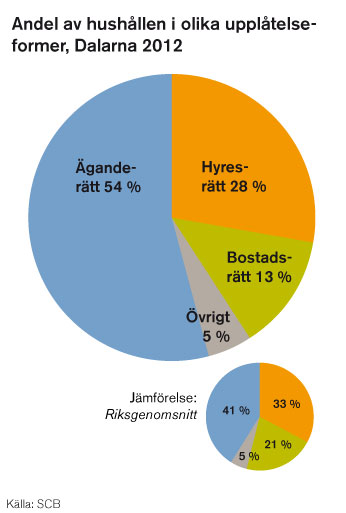 Andel av hushållen i olika upplåtelse-
former, Dalarna 2012
Ägande-
rätt 54 %
Hyres-
rätt 28 %
Bostads-
rätt 13 %
Övrigt
5 %
Jämförelse:
Riksgenomsnitt
41 %
33 %
21 %
5 %
Källa: SCB